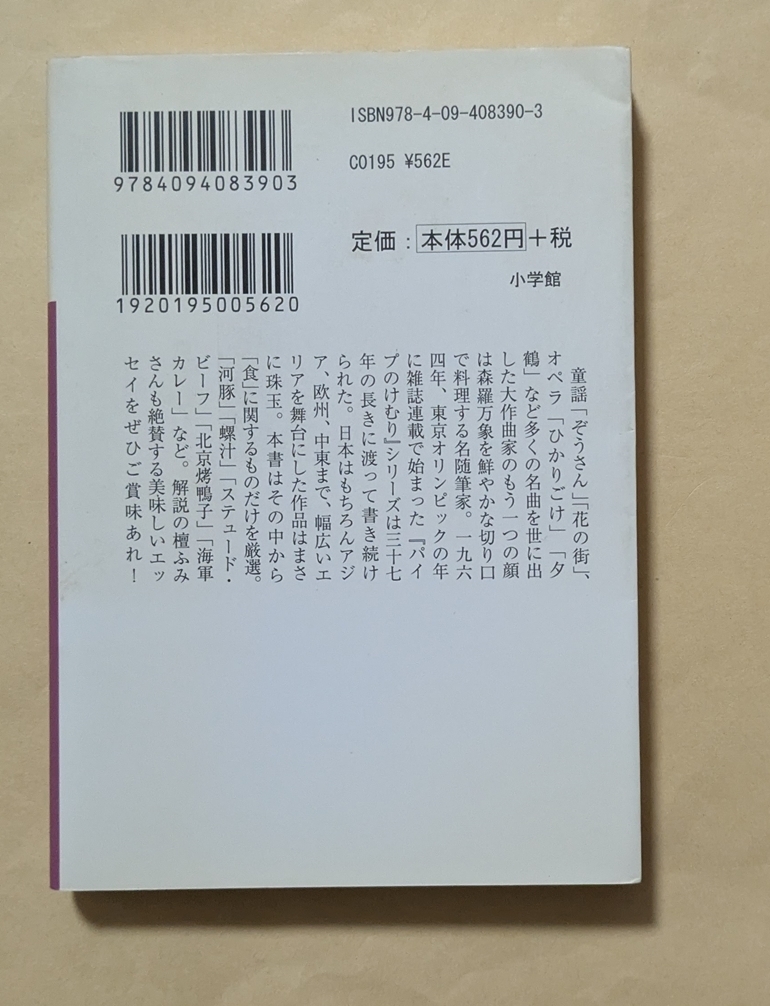 ISBN978-4-09-408390-3
9784094083903
C0195 ¥562E
定価：本体562円+税
1920195005620
小学館
童謡「ぞうさん」「花の街」、
オペラ「ひかりごけ」「夕
鶴」など多くの名曲を世に出
した大作曲家のもう一つの顔
は森羅万象を鮮やかな切り口
で料理する名随筆家。一九六
四年、東京オリンピックの年
に雑誌連載で始まった『パイ
プのけむり』シリーズは三十七
年の長きに渡って書き続け
られた。日本はもちろんアジ
ア、欧州、中東まで、幅広いエ
リアを舞台にした作品はまさ
に珠玉。本書はその中から
「食」に関するものだけを厳選。
「河豚」「螺汁」「ステュード・
ビーフ」「北京烤鴨子」「海軍
カレー」など。解説の檀ふみ
さんも絶賛する美味しいエッ
セイをぜひご賞味あれ！